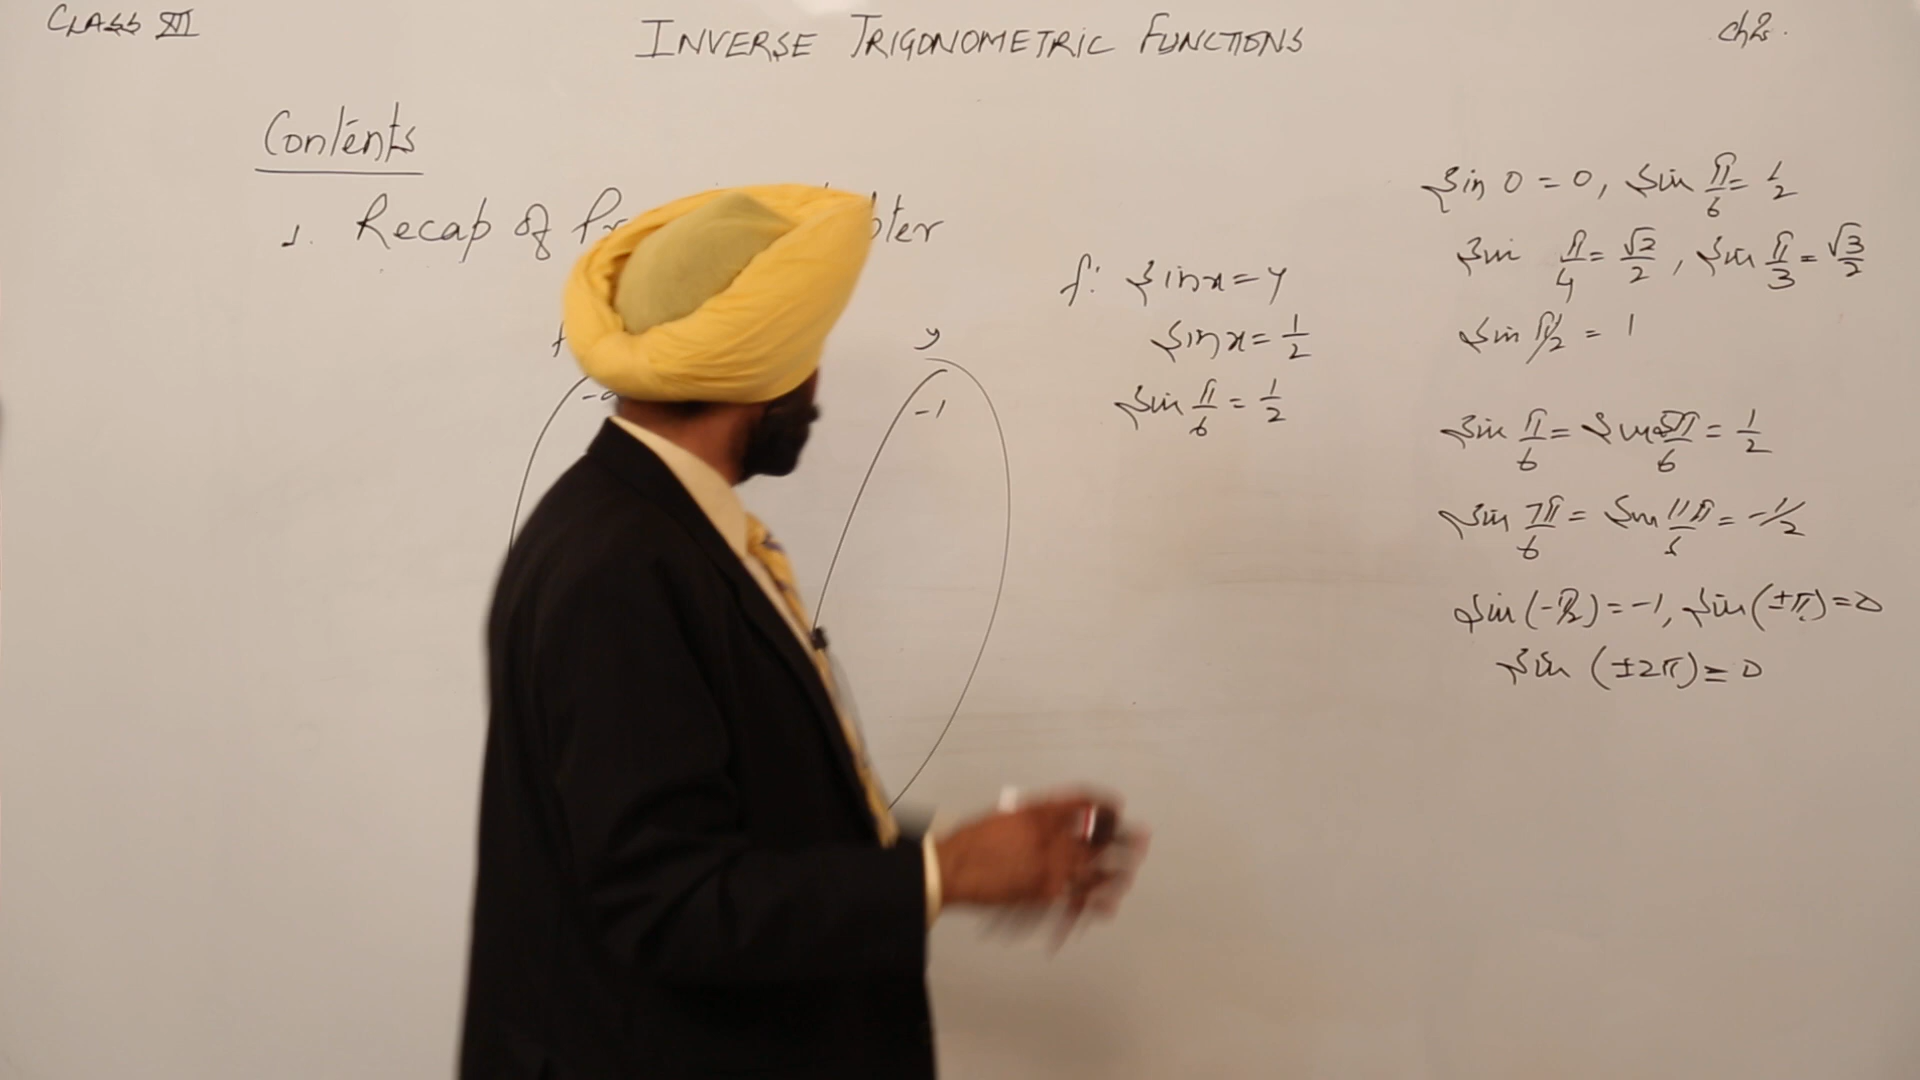 CLASS XII
INVERSE TRIGONOMETRIC FUNCTIONS
Ch 2.
Contents
1. Recap of
y
-1
f: Sin x = y
Sin x = 1/2
Sin π/6 = 1/2
Sin 0 = 0, Sin π/6 = 1/2
Sin π/4 = √2/2, Sin π/3 = √3/2
Sin π/2 = 1
Sin π/6 = Sin 5π/6 = 1/2
Sin 7π/6 = Sin 11π/6 = -1/2
Sin (-π/2) = -1, Sin (±π) = 0
Sin (±2π) = 0